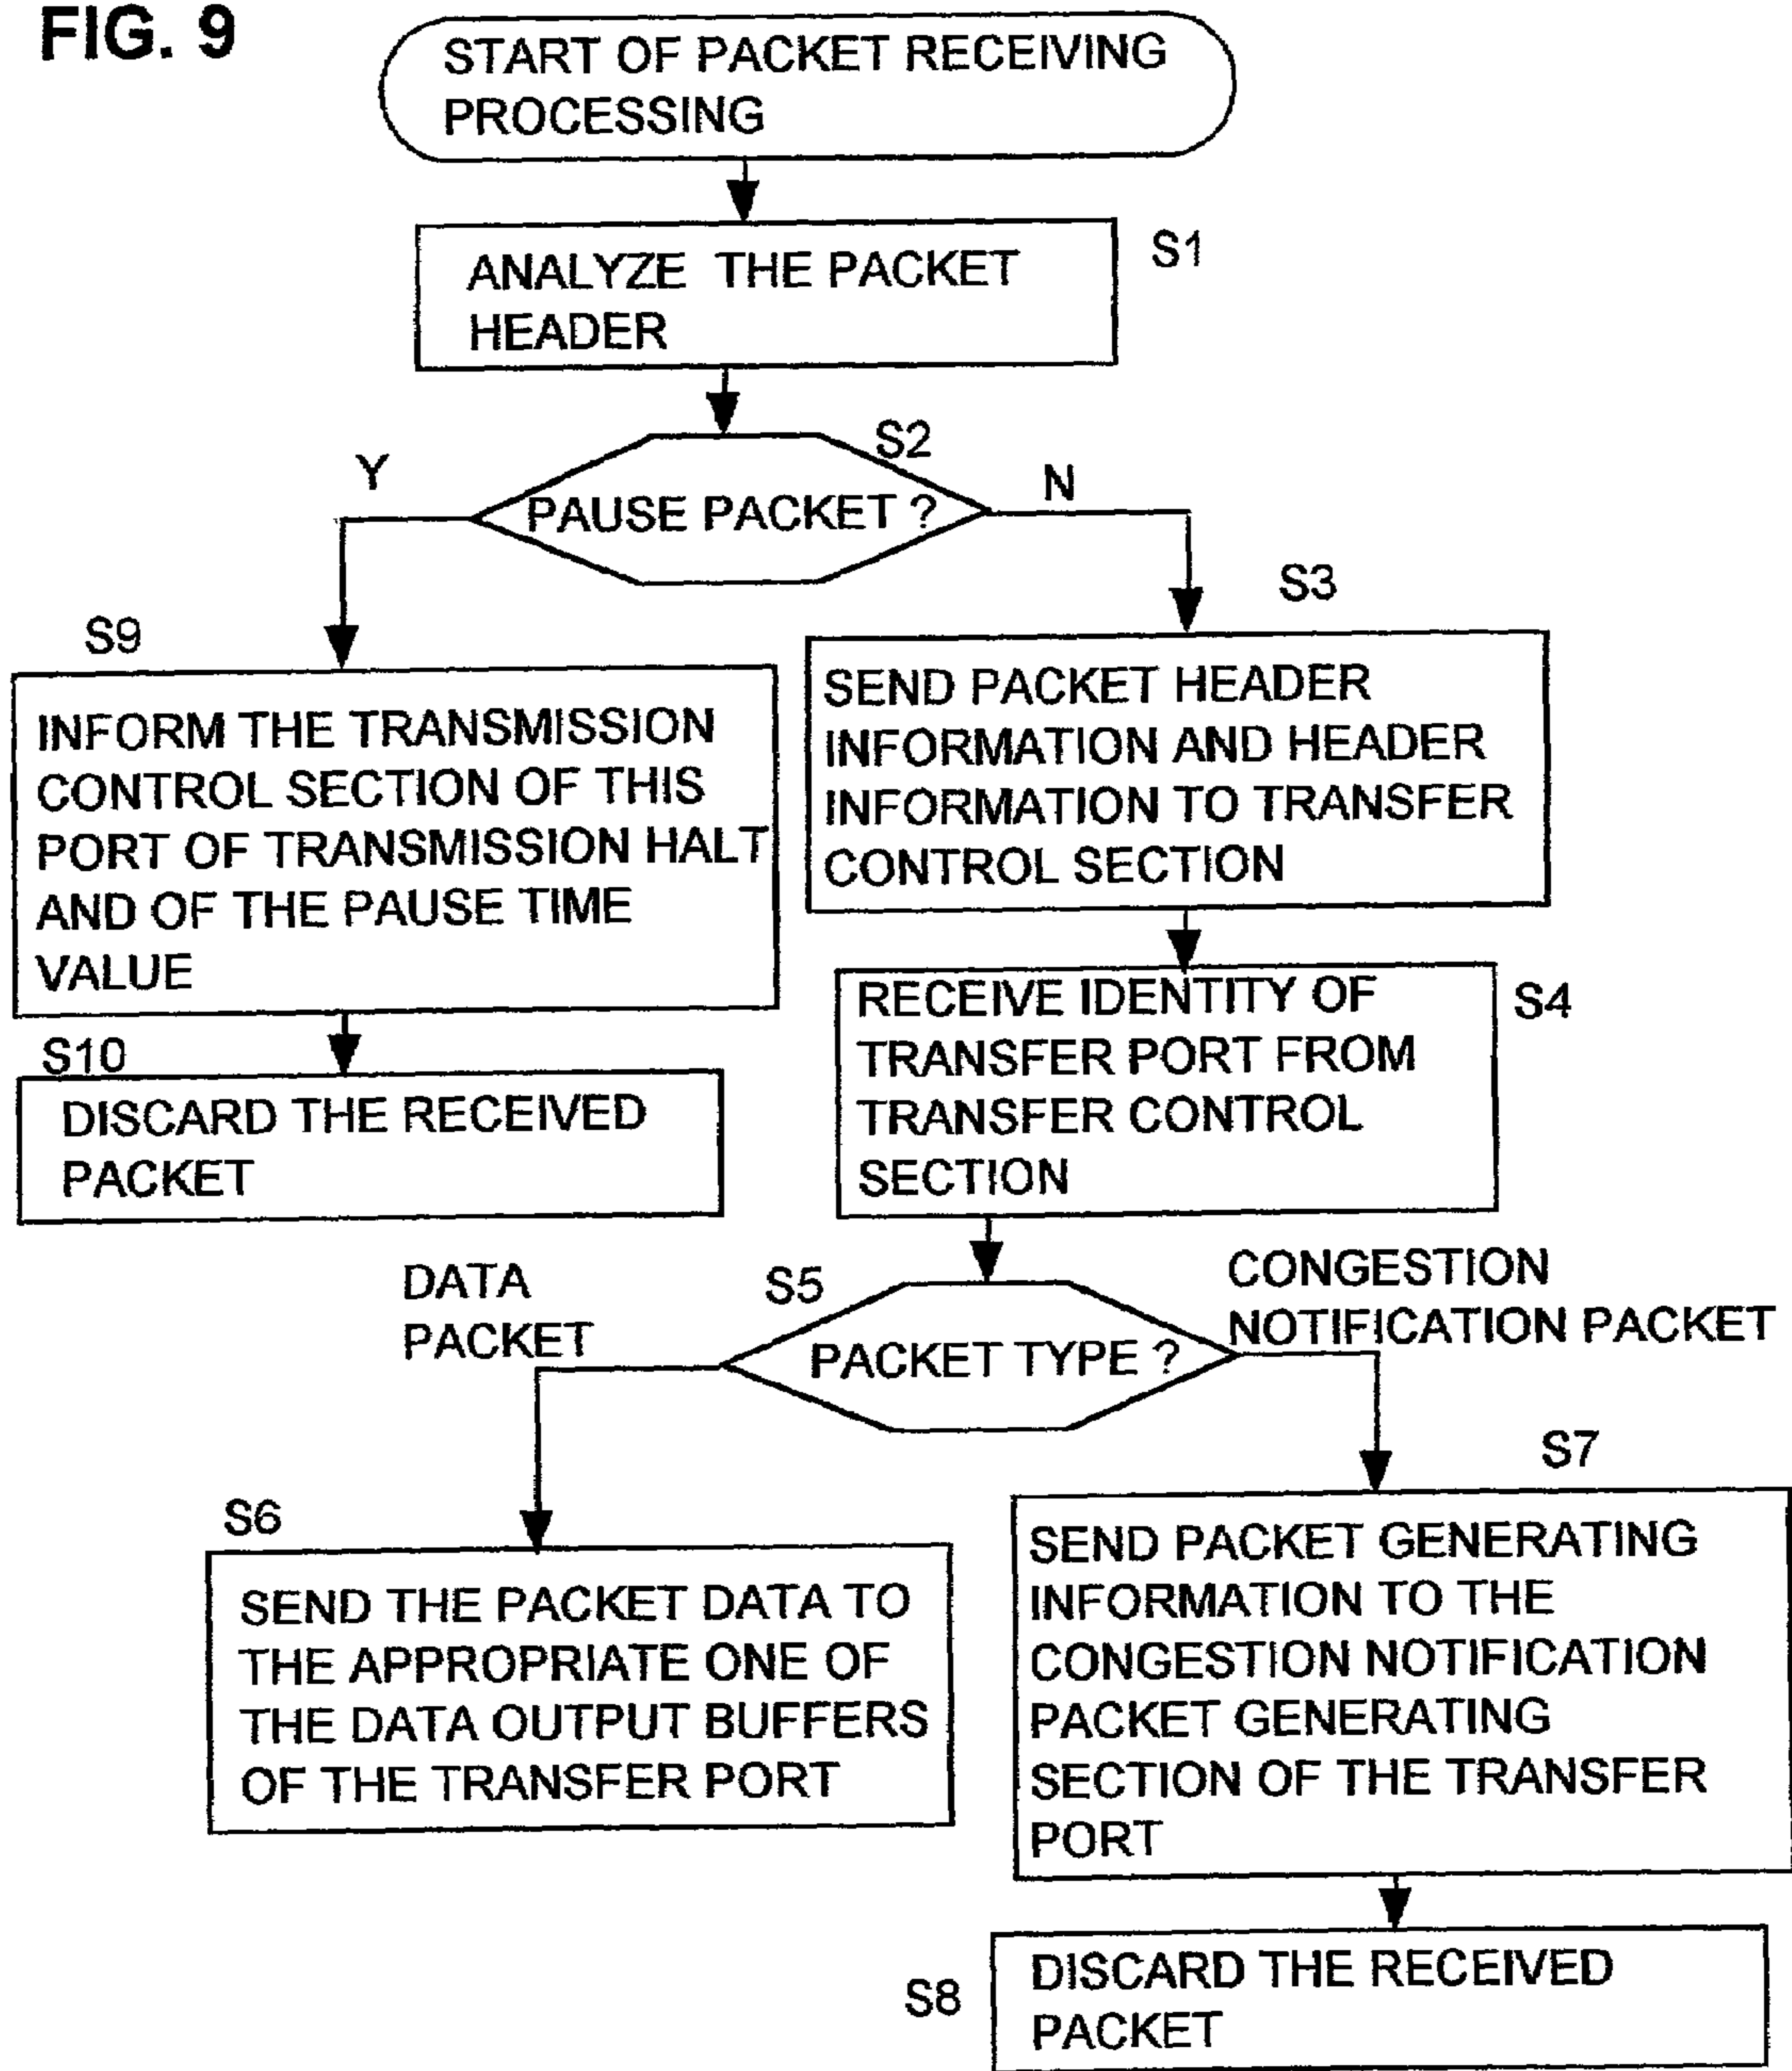 FIG. 9
START OF PACKET RECEIVING
PROCESSING
S1
ANALYZE THE PACKET
HEADER
S2
PAUSE PACKET ?
Y
N
S9
INFORM THE TRANSMISSION
CONTROL SECTION OF THIS
PORT OF TRANSMISSION HALT
AND OF THE PAUSE TIME
VALUE
S10
DISCARD THE RECEIVED
PACKET
S3
SEND PACKET HEADER
INFORMATION AND HEADER
INFORMATION TO TRANSFER
CONTROL SECTION
S4
RECEIVE IDENTITY OF
TRANSFER PORT FROM
TRANSFER CONTROL
SECTION
S5
PACKET TYPE ?
DATA
PACKET
CONGESTION
NOTIFICATION PACKET
S6
SEND THE PACKET DATA TO
THE APPROPRIATE ONE OF
THE DATA OUTPUT BUFFERS
OF THE TRANSFER PORT
S7
SEND PACKET GENERATING
INFORMATION TO THE
CONGESTION NOTIFICATION
PACKET GENERATING
SECTION OF THE TRANSFER
PORT
S8
DISCARD THE RECEIVED
PACKET